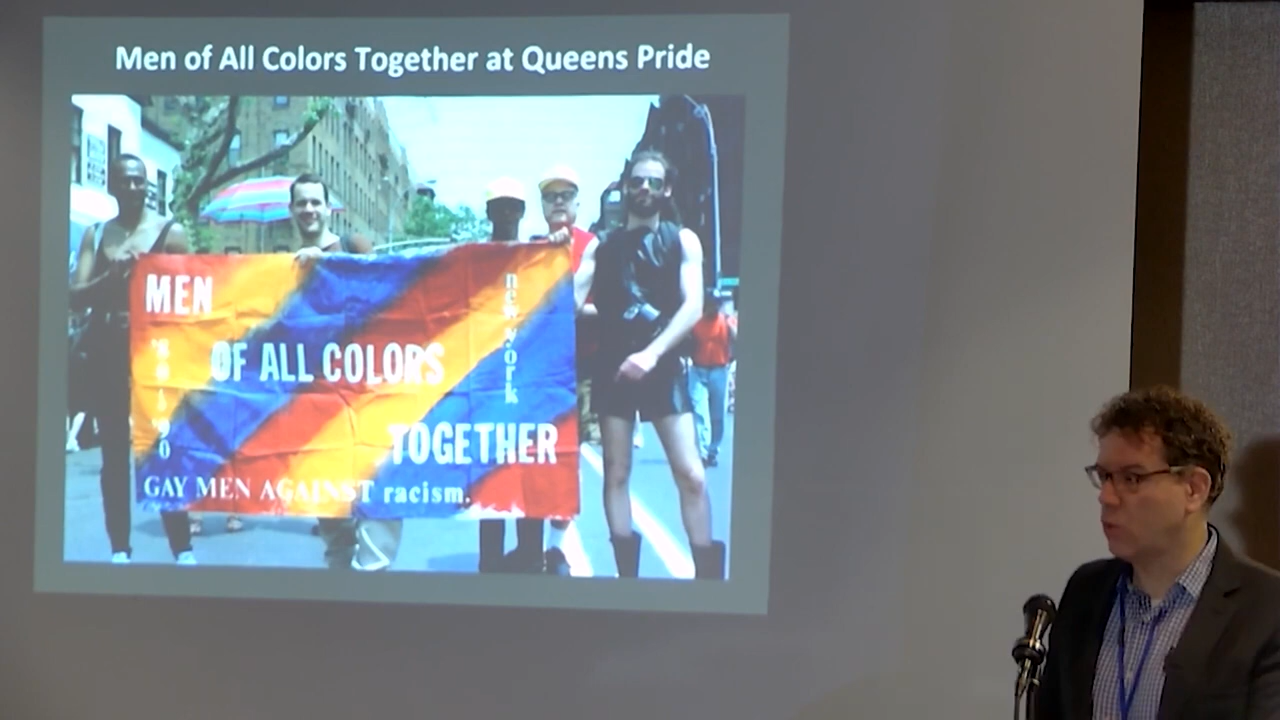 Men of All Colors Together at Queens Pride
MEN
OF ALL COLORS
TOGETHER
new york
GAY MEN AGAINST racism.